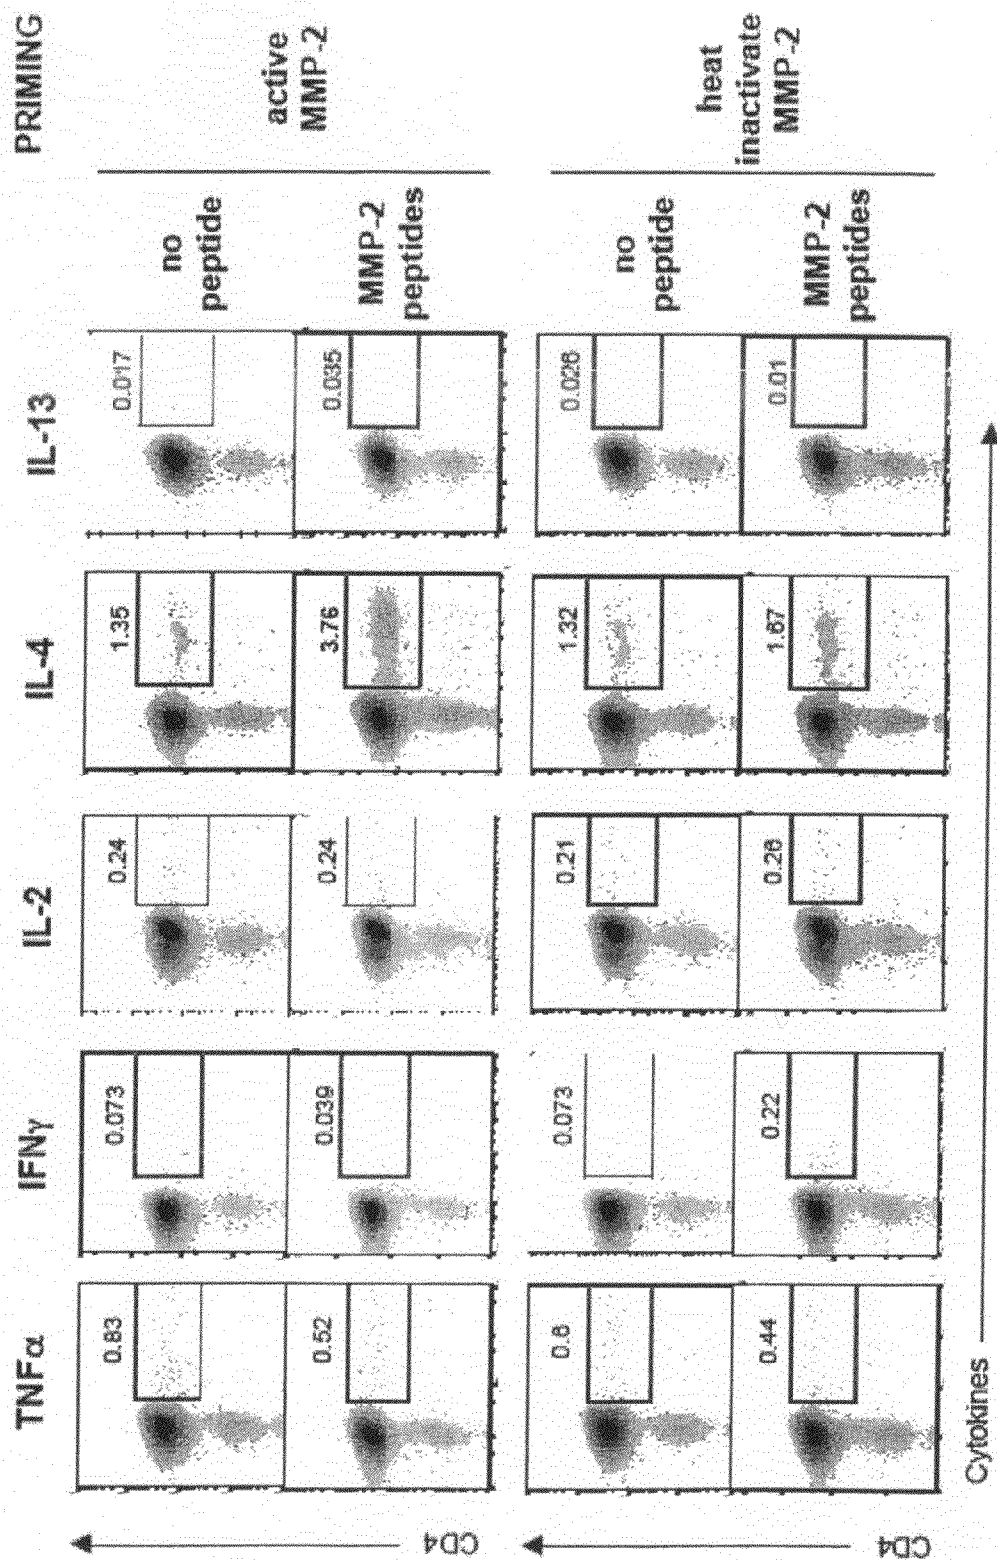 PRIMING
TNFα
IFNγ
IL-2
IL-4
IL-13
0.83
0.073
0.24
1.35
0.017
no
peptide
0.52
0.039
0.24
3.76
0.035
MMP-2
peptides
active
MMP-2
0.6
0.073
0.21
1.32
0.026
no
peptide
0.44
0.22
0.26
1.67
0.01
MMP-2
peptides
heat
inactivate
MMP-2
CD4
CD4
Cytokines